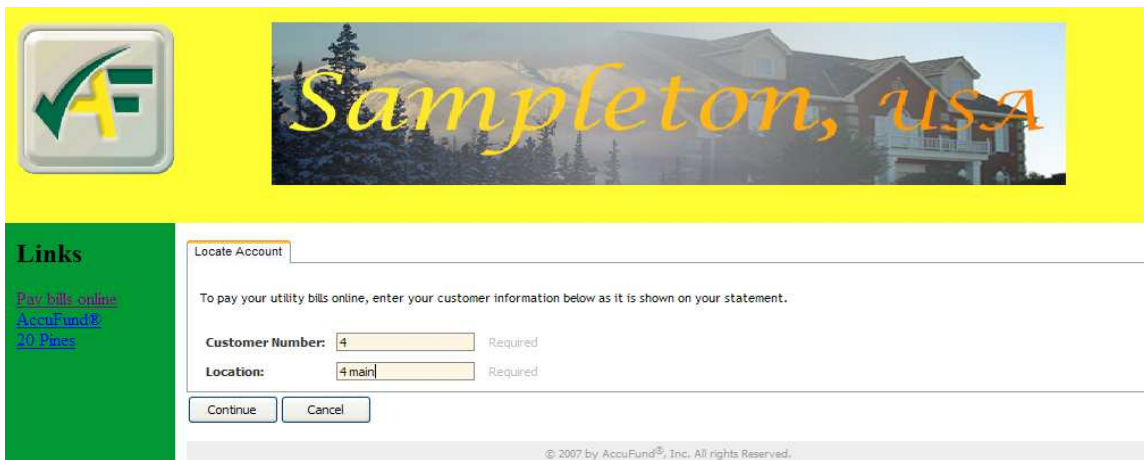 AF
Sampleton, USA
Links
Pay bills online
AccuFund®
20 Pines
Locate Account
To pay your utility bills online, enter your customer information below as it is shown on your statement.
Customer Number: 4 Required
Location: 4 main Required
Continue Cancel
© 2007 by AccuFund®, Inc. All rights Reserved.